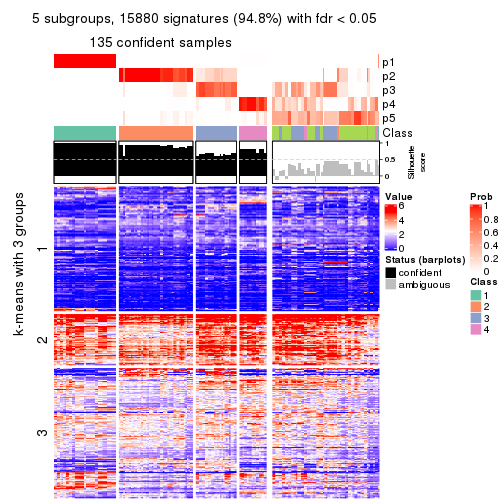 5 subgroups, 15880 signatures (94.8%) with fdr < 0.05
135 confident samples
p1
p2
p3
p4
p5
Class
1
0.5
0
Silhouette
score
k-means with 3 groups
1
2
3
Value
6
4
2
0
Status (barplots)
confident
ambiguous
Prob
1
0.8
0.6
0.4
0.2
0
Class
1
2
3
4